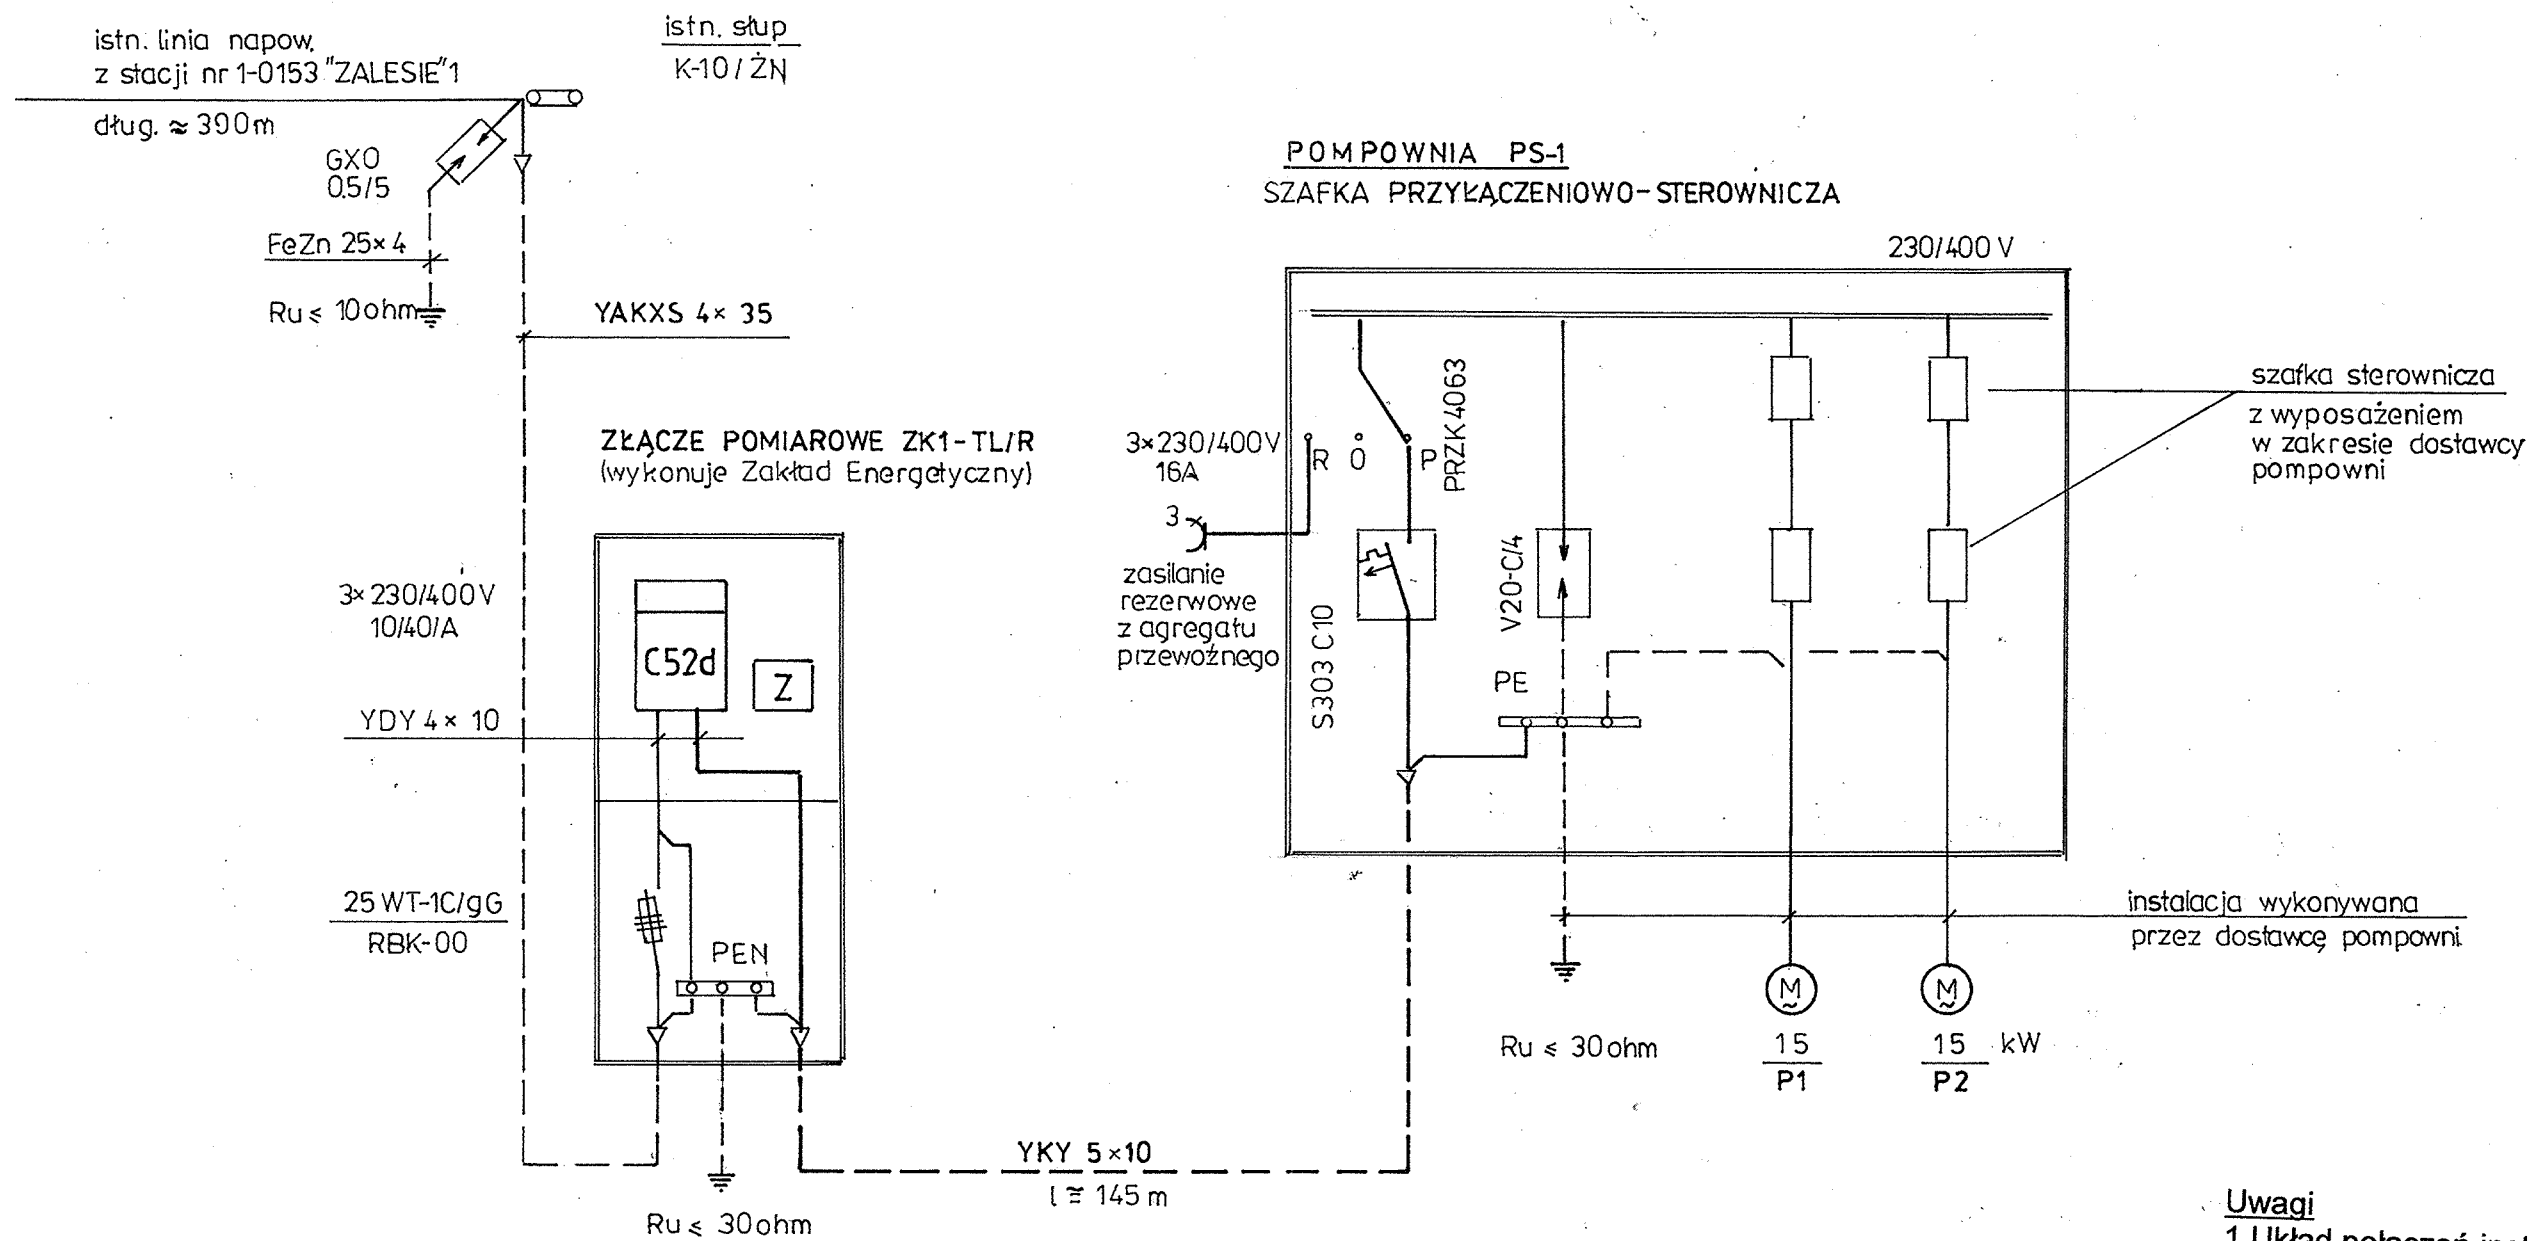 istn. linia napow.
z stacji nr 1-0153 "ZALESIE" 1
dług. ≈ 390m
istn. słup
K-10 / ŻN
GXO
0.5/5
FeZn 25×4
Ru ≤ 10ohm
YAKXS 4×35
ZŁĄCZE POMIAROWE ZK1-TL/R
(wykonuje Zakład Energetyczny)
3×230/400V
10/40/A
C52d
Z
YDY 4×10
25 WT-1C/gG
RBK-00
PEN
Ru ≤ 30ohm
YKY 5×10
l ≅ 145 m
POMPOWNIA PS-1
SZAFKA PRZYŁĄCZENIOWO-STEROWNICZA
230/400 V
3×230/400V
16A
R 0 P
PRZK 4063
3
zasilanie
rezerwowe
z agregatu
przewoźnego
S303 C10
V20-C/4
PE
szafka sterownicza
z wyposażeniem
w zakresie dostawcy
pompowni
instalacja wykonywana
przez dostawcę pompowni
M
M
Ru ≤ 30ohm
15
P1
15 kW
P2
Uwagi